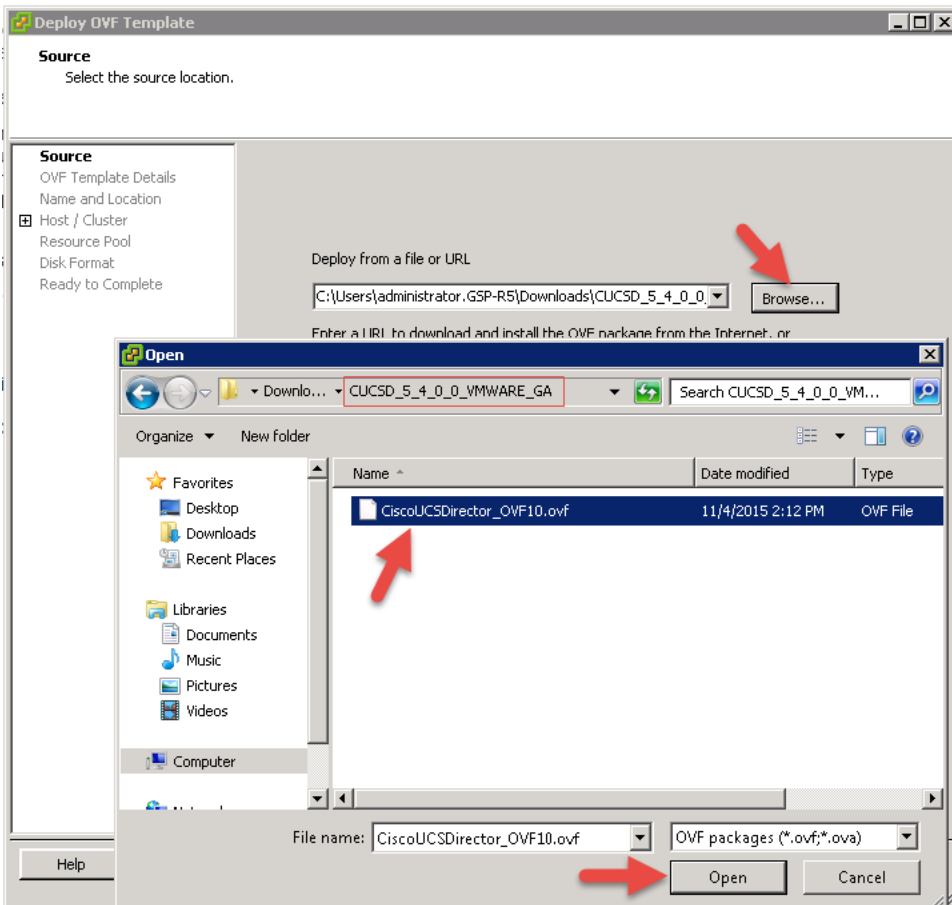 Deploy OVF Template
Source
Select the source location.
Source
OVF Template Details
Name and Location
Host / Cluster
Resource Pool
Disk Format
Ready to Complete
Deploy from a file or URL
C:\Users\administrator.GSP-R5\Downloads\CUCSD_5_4_0_0_
Browse...
Enter a URL to download and install the OVF package from the Internet, or
Open
Downlo... CUCSD_5_4_0_0_VMWARE_GA
Search CUCSD_5_4_0_0_VM...
Organize New folder
Favorites
Desktop
Downloads
Recent Places
Libraries
Documents
Music
Pictures
Videos
Computer
Name Date modified Type
CiscoUCSDirector_OVF10.ovf 11/4/2015 2:12 PM OVF File
File name: CiscoUCSDirector_OVF10.ovf OVF packages (*.ovf;*.ova)
Help
Open Cancel